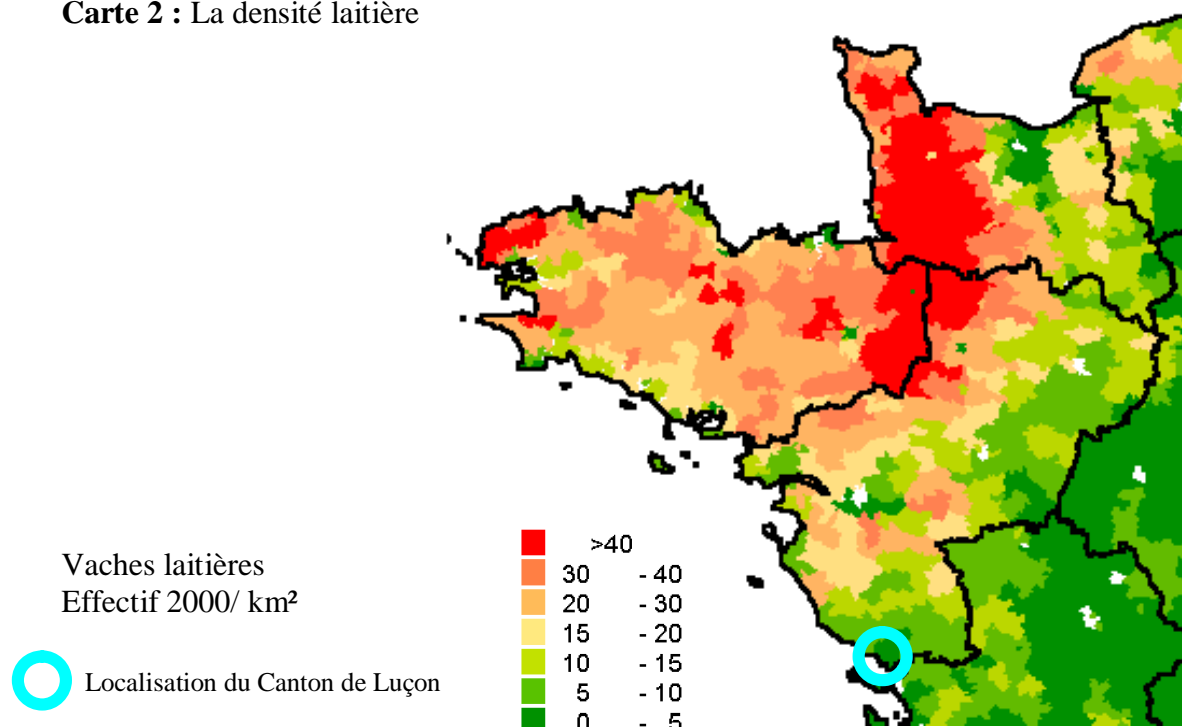 Carte 2 : La densité laitière
Vaches laitières
Effectif 2000/ km²
Localisation du Canton de Luçon
>40
30 - 40
20 - 30
15 - 20
10 - 15
5 - 10
0 - 5